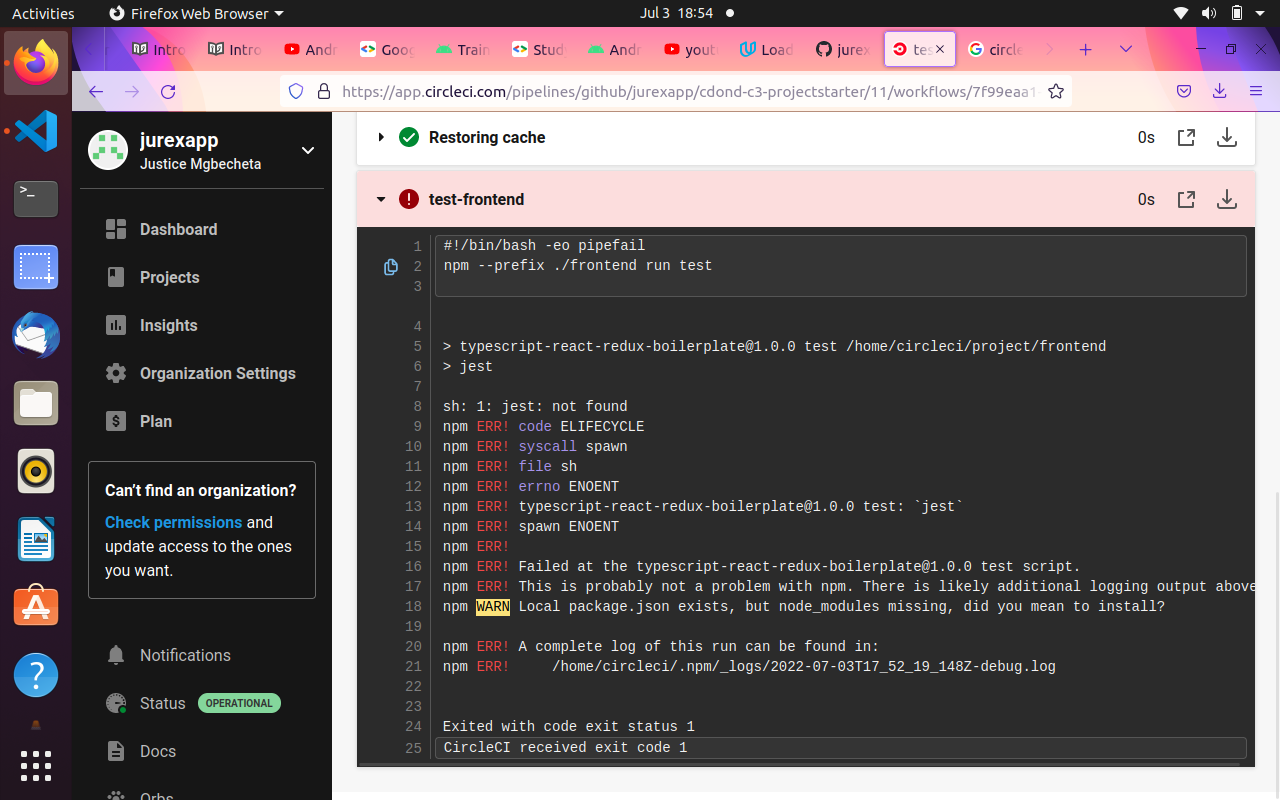 Activities
Firefox Web Browser
Jul 3 18:54
Intro
Intro
Andr
Goog
Train
Stud
Andr
yout
Load
jurex
tes
circle
https://app.circleci.com/pipelines/github/jurexapp/cdond-c3-projectstarter/11/workflows/7f99eaa1
jurexapp
Justice Mgbecheta
Dashboard
Projects
Insights
Organization Settings
Plan
Can't find an organization?
Check permissions and
update access to the ones
you want.
Notifications
Status OPERATIONAL
Docs
Orbs
Restoring cache 0s
test-frontend 0s
1 #!/bin/bash -eo pipefail
2 npm --prefix ./frontend run test
3
4
5 > typescript-react-redux-boilerplate@1.0.0 test /home/circleci/project/frontend
6 > jest
7
8 sh: 1: jest: not found
9 npm ERR! code ELIFECYCLE
10 npm ERR! syscall spawn
11 npm ERR! file sh
12 npm ERR! errno ENOENT
13 npm ERR! typescript-react-redux-boilerplate@1.0.0 test: `jest`
14 npm ERR! spawn ENOENT
15 npm ERR!
16 npm ERR! Failed at the typescript-react-redux-boilerplate@1.0.0 test script.
17 npm ERR! This is probably not a problem with npm. There is likely additional logging output above
18 npm WARN Local package.json exists, but node_modules missing, did you mean to install?
19
20 npm ERR! A complete log of this run can be found in:
21 npm ERR!     /home/circleci/.npm/_logs/2022-07-03T17_52_19_148Z-debug.log
22
23
24 Exited with code exit status 1
25 CircleCI received exit code 1